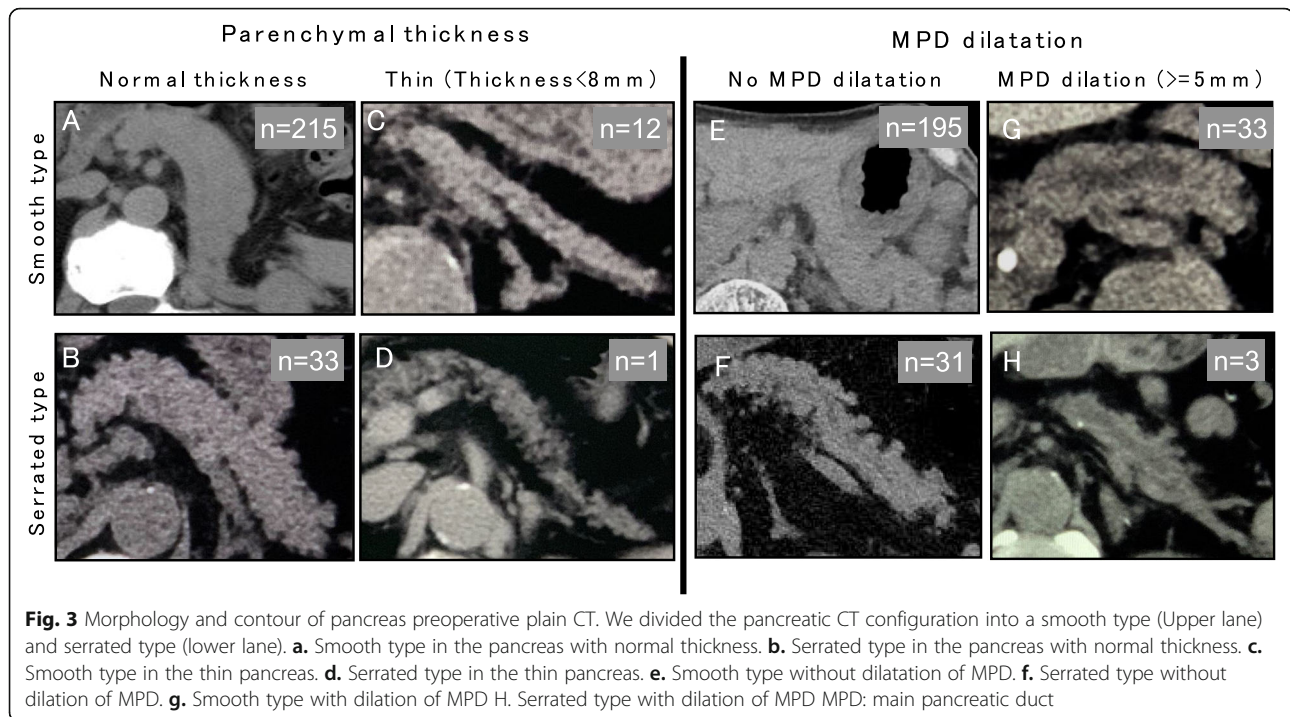 Parenchymal thickness
MPD dilatation
Normal thickness
Thin (Thickness<8mm)
No MPD dilatation
MPD dilation (>=5mm)
Smooth type
A
n=215
C
n=12
E
n=195
G
n=33
Serrated type
B
n=33
D
n=1
F
n=31
H
n=3
Fig. 3 Morphology and contour of pancreas preoperative plain CT. We divided the pancreatic CT configuration into a smooth type (Upper lane)
and serrated type (lower lane). a. Smooth type in the pancreas with normal thickness. b. Serrated type in the pancreas with normal thickness. c.
Smooth type in the thin pancreas. d. Serrated type in the thin pancreas. e. Smooth type without dilatation of MPD. f. Serrated type without
dilation of MPD. g. Smooth type with dilation of MPD H. Serrated type with dilation of MPD MPD: main pancreatic duct